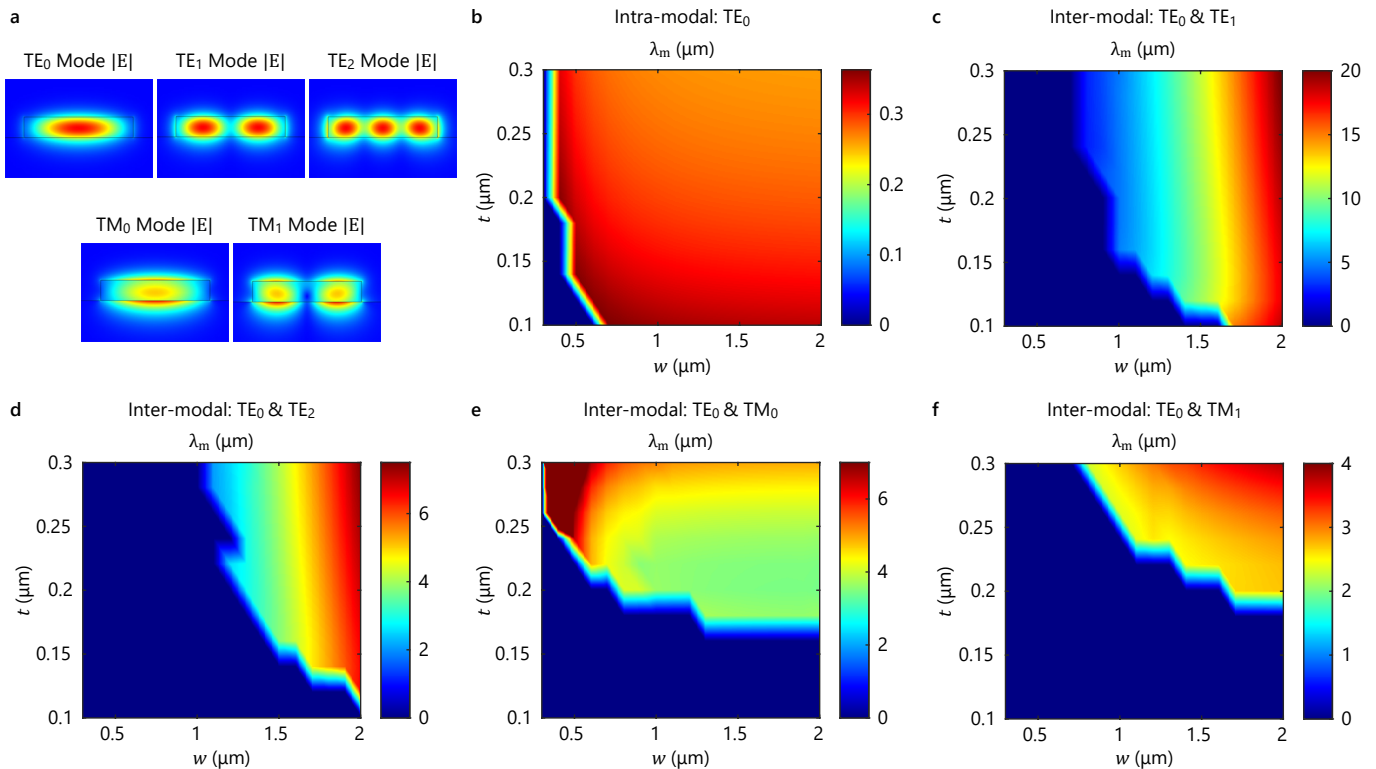 a
TE₀ Mode |E|
TE₁ Mode |E|
TE₂ Mode |E|
TM₀ Mode |E|
TM₁ Mode |E|
b
Intra-modal: TE₀
λₘ (µm)
0.3
0.25
0.2
0.15
0.1
t (µm)
0.5
1
1.5
2
w (µm)
0.3
0.2
0.1
0
c
Inter-modal: TE₀ & TE₁
λₘ (µm)
0.3
0.25
0.2
0.15
0.1
t (µm)
0.5
1
1.5
2
w (µm)
20
15
10
5
0
d
Inter-modal: TE₀ & TE₂
λₘ (µm)
0.3
0.25
0.2
0.15
0.1
t (µm)
0.5
1
1.5
2
w (µm)
6
4
2
0
e
Inter-modal: TE₀ & TM₀
λₘ (µm)
0.3
0.25
0.2
0.15
0.1
t (µm)
0.5
1
1.5
2
w (µm)
6
4
2
0
f
Inter-modal: TE₀ & TM₁
λₘ (µm)
0.3
0.25
0.2
0.15
0.1
t (µm)
0.5
1
1.5
2
w (µm)
4
3
2
1
0